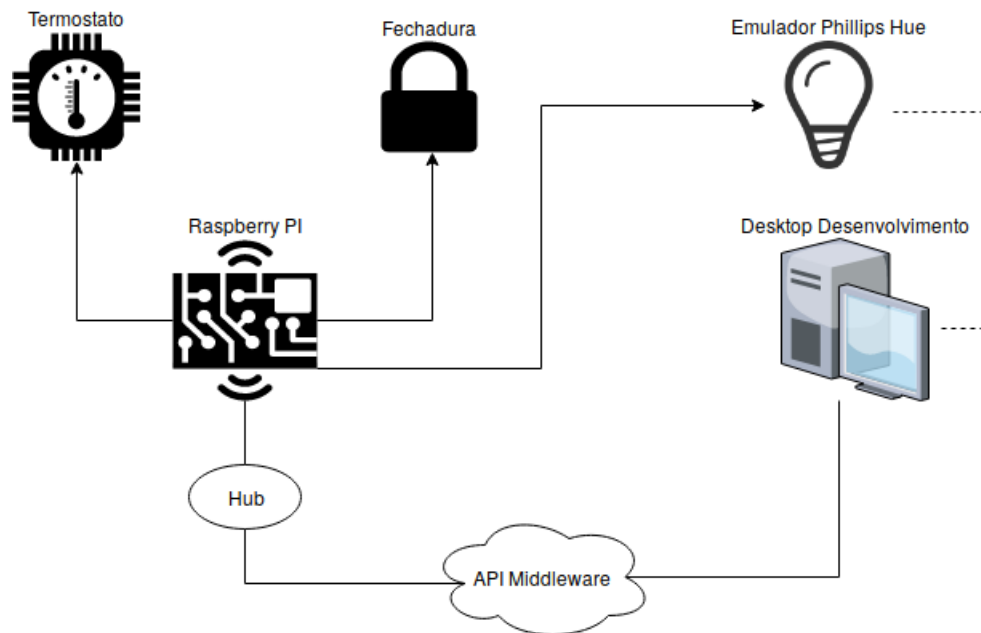 Termostato
Fechadura
Emulador Phillips Hue
Raspberry PI
Desktop Desenvolvimento
Hub
API Middleware